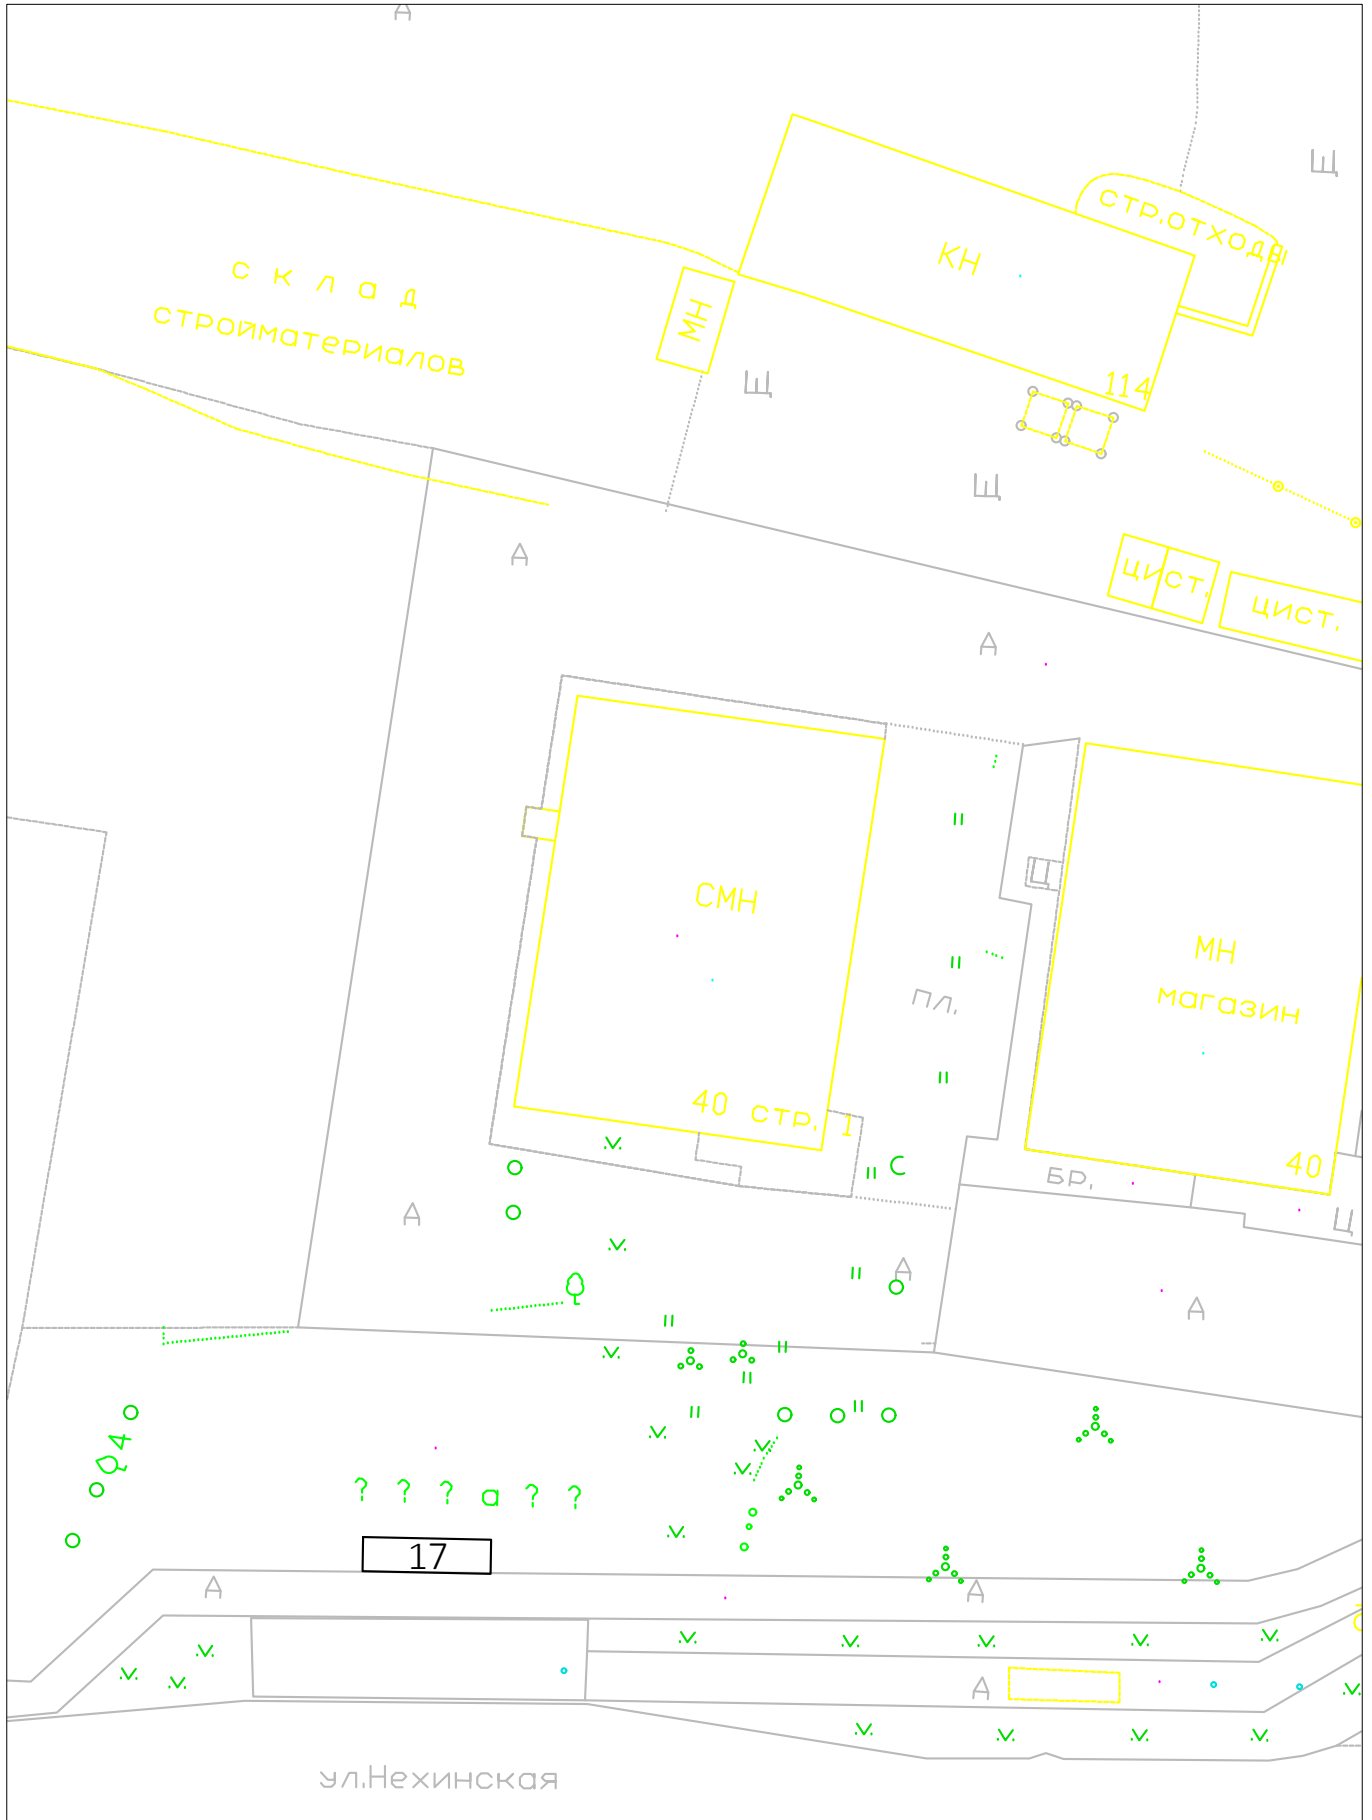 А
Щ
СТР.ОТХОДЫ
КН
с к л а д
СТРОЙМАТЕРИАЛОВ
МН
Щ
114
Щ
А
ЦИСТ.
ЦИСТ.
А
Ц
СМН
МН
магазин
ПЛ.
40 СТР. 1
40
БР.
Ц
А
А
А
4
? ? ? а ? ?
17
А
А
А
ул.Нехинская